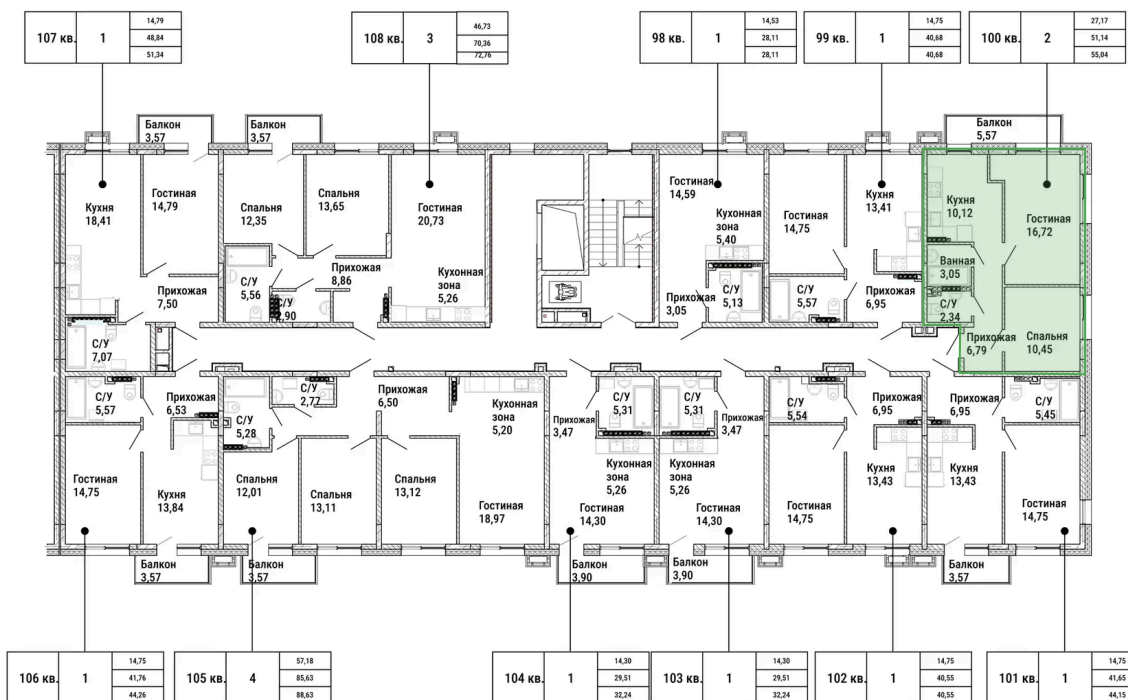 107 кв. 1 14,79 48,84 51,34
108 кв. 3 46,73 70,36 72,76
98 кв. 1 14,53 28,11 28,11
99 кв. 1 14,75 40,68 40,68
100 кв. 2 27,17 51,14 55,04
Балкон
3,57
Балкон
3,57
Балкон
5,57
Кухня
18,41
Гостиная
14,79
Спальня
12,35
Спальня
13,65
Гостиная
20,73
Гостиная
14,59
Кухонная
зона
5,40
Гостиная
14,75
Кухня
13,41
Кухня
10,12
Гостиная
16,72
Ванная
3,05
Прихожая
7,50
С/У
5,56
С/У
2,90
Прихожая
8,86
Кухонная
зона
5,26
Прихожая
3,05
С/У
5,13
С/У
5,57
Прихожая
6,95
С/У
2,34
Прихожая
6,79
Спальня
10,45
С/У
7,07
С/У
5,57
Прихожая
6,53
С/У
5,28
С/У
2,77
Прихожая
6,50
Кухонная
зона
5,20
Прихожая
3,47
С/У
5,31
С/У
5,31
Прихожая
3,47
С/У
5,54
Прихожая
6,95
Прихожая
6,95
С/У
5,45
Гостиная
14,75
Кухня
13,84
Спальня
12,01
Спальня
13,11
Спальня
13,12
Гостиная
18,97
Кухонная
зона
5,26
Гостиная
14,30
Кухонная
зона
5,26
Гостиная
14,30
Гостиная
14,75
Кухня
13,43
Кухня
13,43
Гостиная
14,75
Балкон
3,57
Балкон
3,57
Балкон
3,90
Балкон
3,90
Балкон
3,57
106 кв. 1 14,75 41,76 44,26
105 кв. 4 57,18 85,63 88,63
104 кв. 1 14,30 29,51 32,24
103 кв. 1 14,30 29,51 32,24
102 кв. 1 14,75 40,55 40,55
101 кв. 1 14,75 41,65 44,15